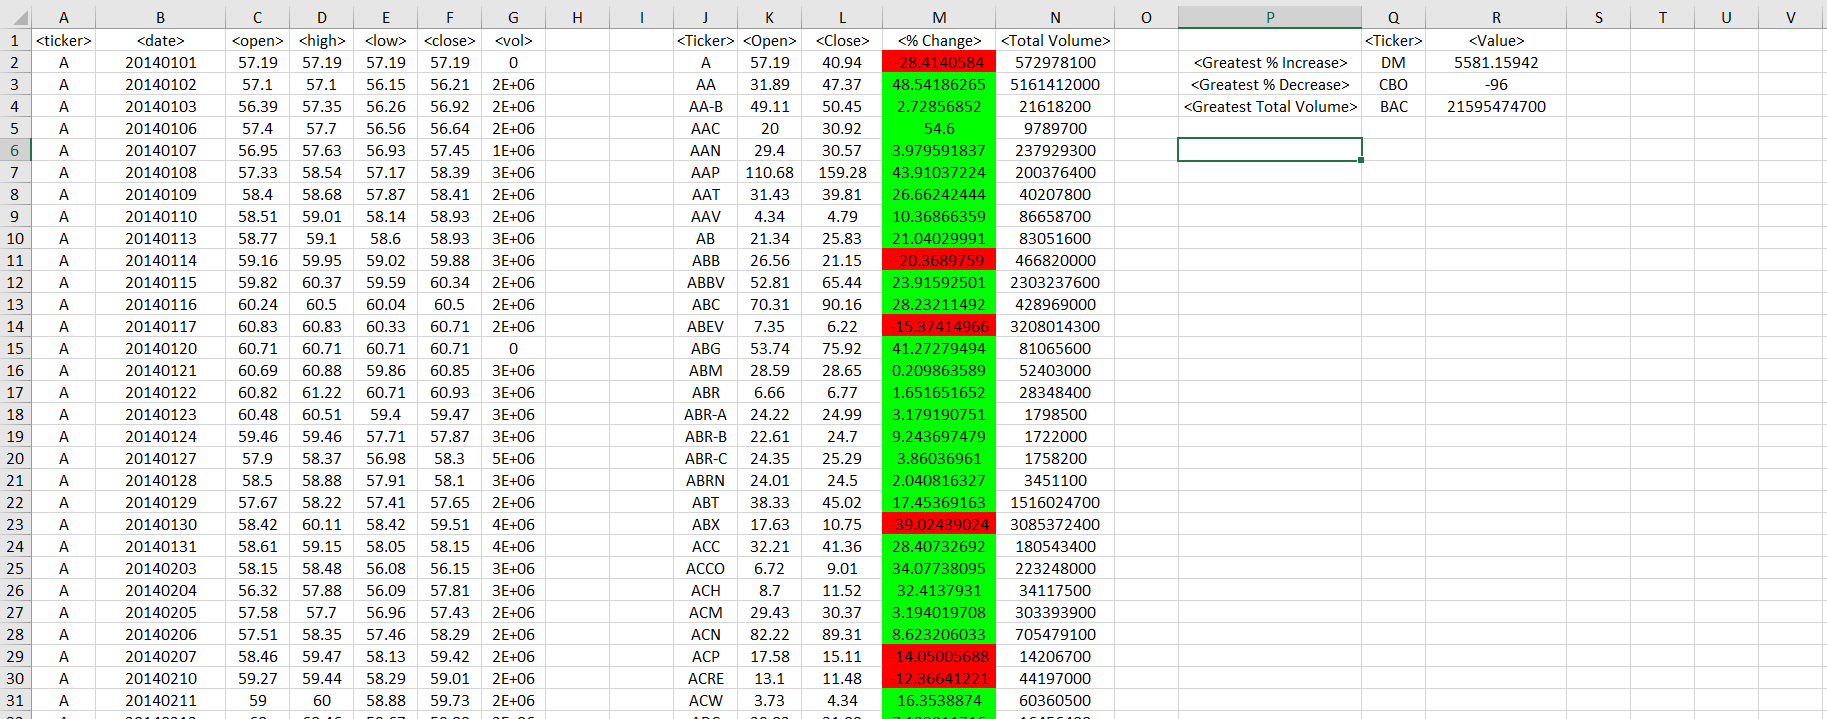 A B C D E F G H I J K L M N O P Q R S T U V
1 <ticker> <date> <open> <high> <low> <close> <vol> <Ticker> <Open> <Close> <% Change> <Total Volume> <Ticker> <Value>
2 A 20140101 57.19 57.19 57.19 57.19 0 A 57.19 40.94 -28.4140584 572978100 <Greatest % Increase> DM 5581.15942
3 A 20140102 57.1 57.1 56.15 56.21 2E+06 AA 31.89 47.37 48.54186265 5161412000 <Greatest % Decrease> CBO -96
4 A 20140103 56.39 57.35 56.26 56.92 2E+06 AA-B 49.11 50.45 2.72856852 21618200 <Greatest Total Volume> BAC 21595474700
5 A 20140106 57.4 57.7 56.56 56.64 2E+06 AAC 20 30.92 54.6 9789700
6 A 20140107 56.95 57.63 56.93 57.45 1E+06 AAN 29.4 30.57 3.979591837 237929300
7 A 20140108 57.33 58.54 57.17 58.39 3E+06 AAP 110.68 159.28 43.91037224 200376400
8 A 20140109 58.4 58.68 57.87 58.41 2E+06 AAT 31.43 39.81 26.66242444 40207800
9 A 20140110 58.51 59.01 58.14 58.93 2E+06 AAV 4.34 4.79 10.36866359 86658700
10 A 20140113 58.77 59.1 58.6 58.93 3E+06 AB 21.34 25.83 21.04029991 83051600
11 A 20140114 59.16 59.95 59.02 59.88 3E+06 ABB 26.56 21.15 -20.3689759 466820000
12 A 20140115 59.82 60.37 59.59 60.34 2E+06 ABBV 52.81 65.44 23.91592501 2303237600
13 A 20140116 60.24 60.5 60.04 60.5 2E+06 ABC 70.31 90.16 28.23211492 428969000
14 A 20140117 60.83 60.83 60.33 60.71 2E+06 ABEV 7.35 6.22 -15.37414966 3208014300
15 A 20140120 60.71 60.71 60.71 60.71 0 ABG 53.74 75.92 41.27279494 81065600
16 A 20140121 60.69 60.88 59.86 60.85 3E+06 ABM 28.59 28.65 0.209863589 52403000
17 A 20140122 60.82 61.22 60.71 60.93 3E+06 ABR 6.66 6.77 1.651651652 28348400
18 A 20140123 60.48 60.51 59.4 59.47 3E+06 ABR-A 24.22 24.99 3.179190751 1798500
19 A 20140124 59.46 59.46 57.71 57.87 3E+06 ABR-B 22.61 24.7 9.243697479 1722000
20 A 20140127 57.9 58.37 56.98 58.3 5E+06 ABR-C 24.35 25.29 3.86036961 1758200
21 A 20140128 58.5 58.88 57.91 58.1 3E+06 ABRN 24.01 24.5 2.040816327 3451100
22 A 20140129 57.67 58.22 57.41 57.65 2E+06 ABT 38.33 45.02 17.45369163 1516024700
23 A 20140130 58.42 60.11 58.42 59.51 4E+06 ABX 17.63 10.75 -39.02439024 3085372400
24 A 20140131 58.61 59.15 58.05 58.15 4E+06 ACC 32.21 41.36 28.40732692 180543400
25 A 20140203 58.15 58.48 56.08 56.15 3E+06 ACCO 6.72 9.01 34.07738095 223248000
26 A 20140204 56.32 57.88 56.09 57.81 3E+06 ACH 8.7 11.52 32.4137931 34117500
27 A 20140205 57.58 57.7 56.96 57.43 2E+06 ACM 29.43 30.37 3.194019708 303393900
28 A 20140206 57.51 58.35 57.46 58.29 2E+06 ACN 82.22 89.31 8.623206033 705479100
29 A 20140207 58.46 59.47 58.13 59.42 2E+06 ACP 17.58 15.11 -14.05005688 14206700
30 A 20140210 59.27 59.44 58.29 59.01 2E+06 ACRE 13.1 11.48 -12.36641221 44197000
31 A 20140211 59 60 58.88 59.73 2E+06 ACW 3.73 4.34 16.3538874 60360500